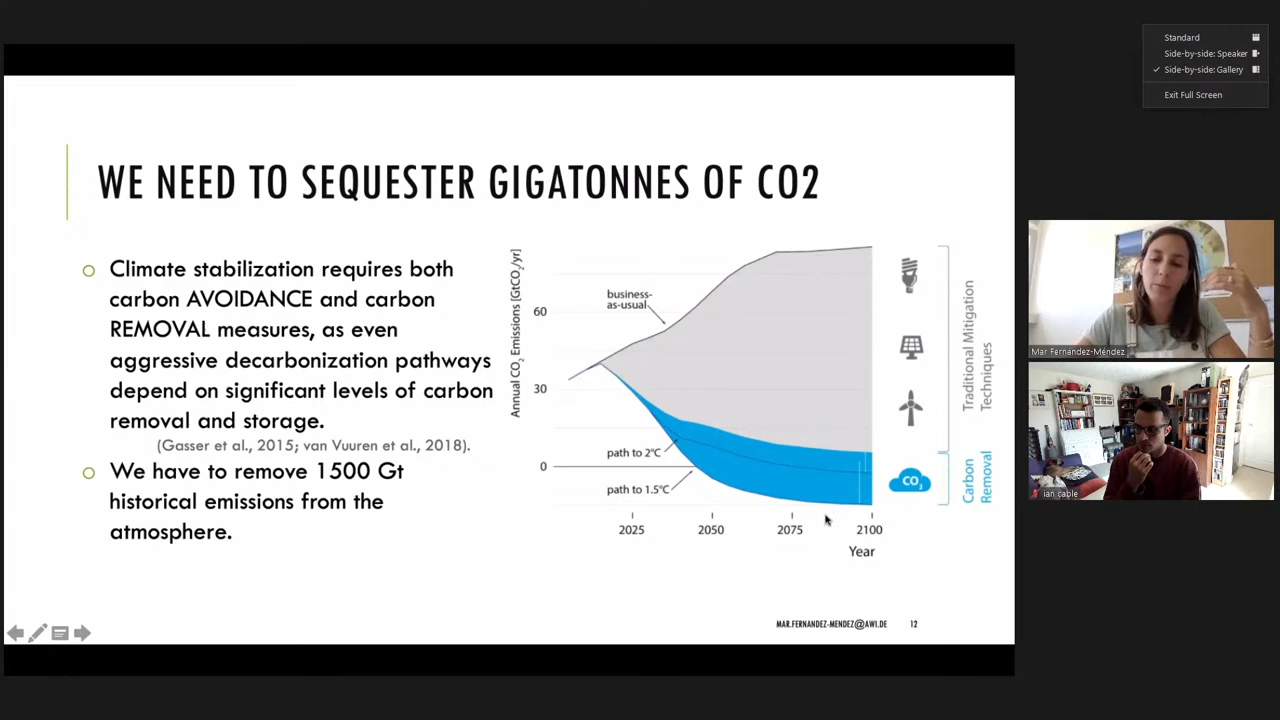 Standard
Side-by-side: Speaker
Side-by-side: Gallery
Exit Full Screen
WE NEED TO SEQUESTER GIGATONNES OF CO2
Climate stabilization requires both
carbon AVOIDANCE and carbon
REMOVAL measures, as even
aggressive decarbonization pathways
depend on significant levels of carbon
removal and storage.
(Gasser et al., 2015; van Vuuren et al., 2018).
We have to remove 1500 Gt
historical emissions from the
atmosphere.
Annual CO2 Emissions [GtCO2/yr]
60
30
0
business-
as-usual
path to 2°C
path to 1.5°C
2025
2050
2075
2100
Year
CO2
Traditional Mitigation
Techniques
Carbon
Removal
MAR.FERNANDEZ-MENDEZ@AWI.DE
12
Mar Fernandez-Méndez
ian cable